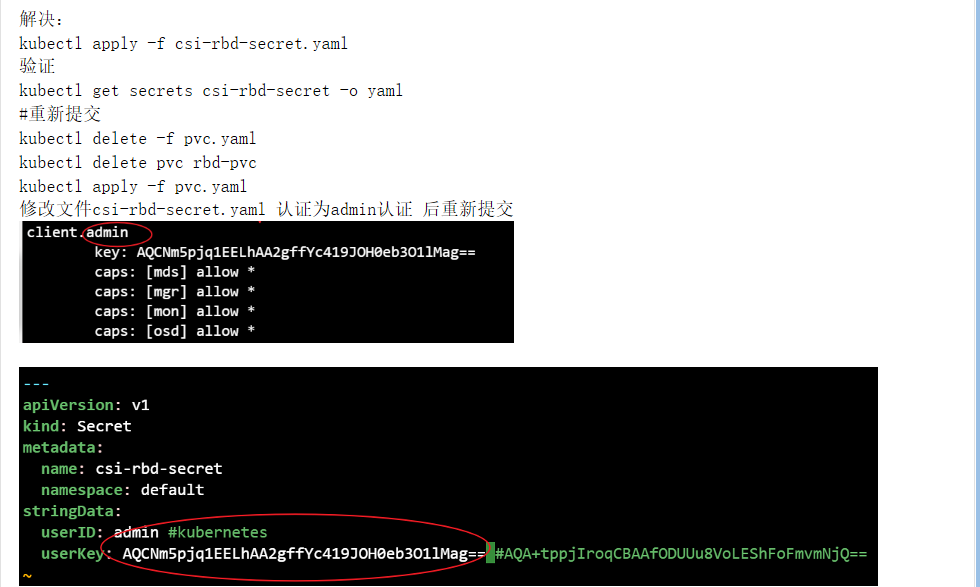 解决：
kubectl apply -f csi-rbd-secret.yaml
验证
kubectl get secrets csi-rbd-secret -o yaml
#重新提交
kubectl delete -f pvc.yaml
kubectl delete pvc rbd-pvc
kubectl apply -f pvc.yaml
修改文件csi-rbd-secret.yaml 认证为admin认证 后重新提交
client.admin
key: AQCNm5pjq1EELhAA2gffYc419JOH0eb3O1lMag==
caps: [mds] allow *
caps: [mgr] allow *
caps: [mon] allow *
caps: [osd] allow *
---
apiVersion: v1
kind: Secret
metadata:
  name: csi-rbd-secret
  namespace: default
stringData:
  userID: admin #kubernetes
  userKey: AQCNm5pjq1EELhAA2gffYc419JOH0eb3O1lMag== #AQA+tppjIroqCBAAfODUUu8VoLEShFoFmvmNjQ==
~